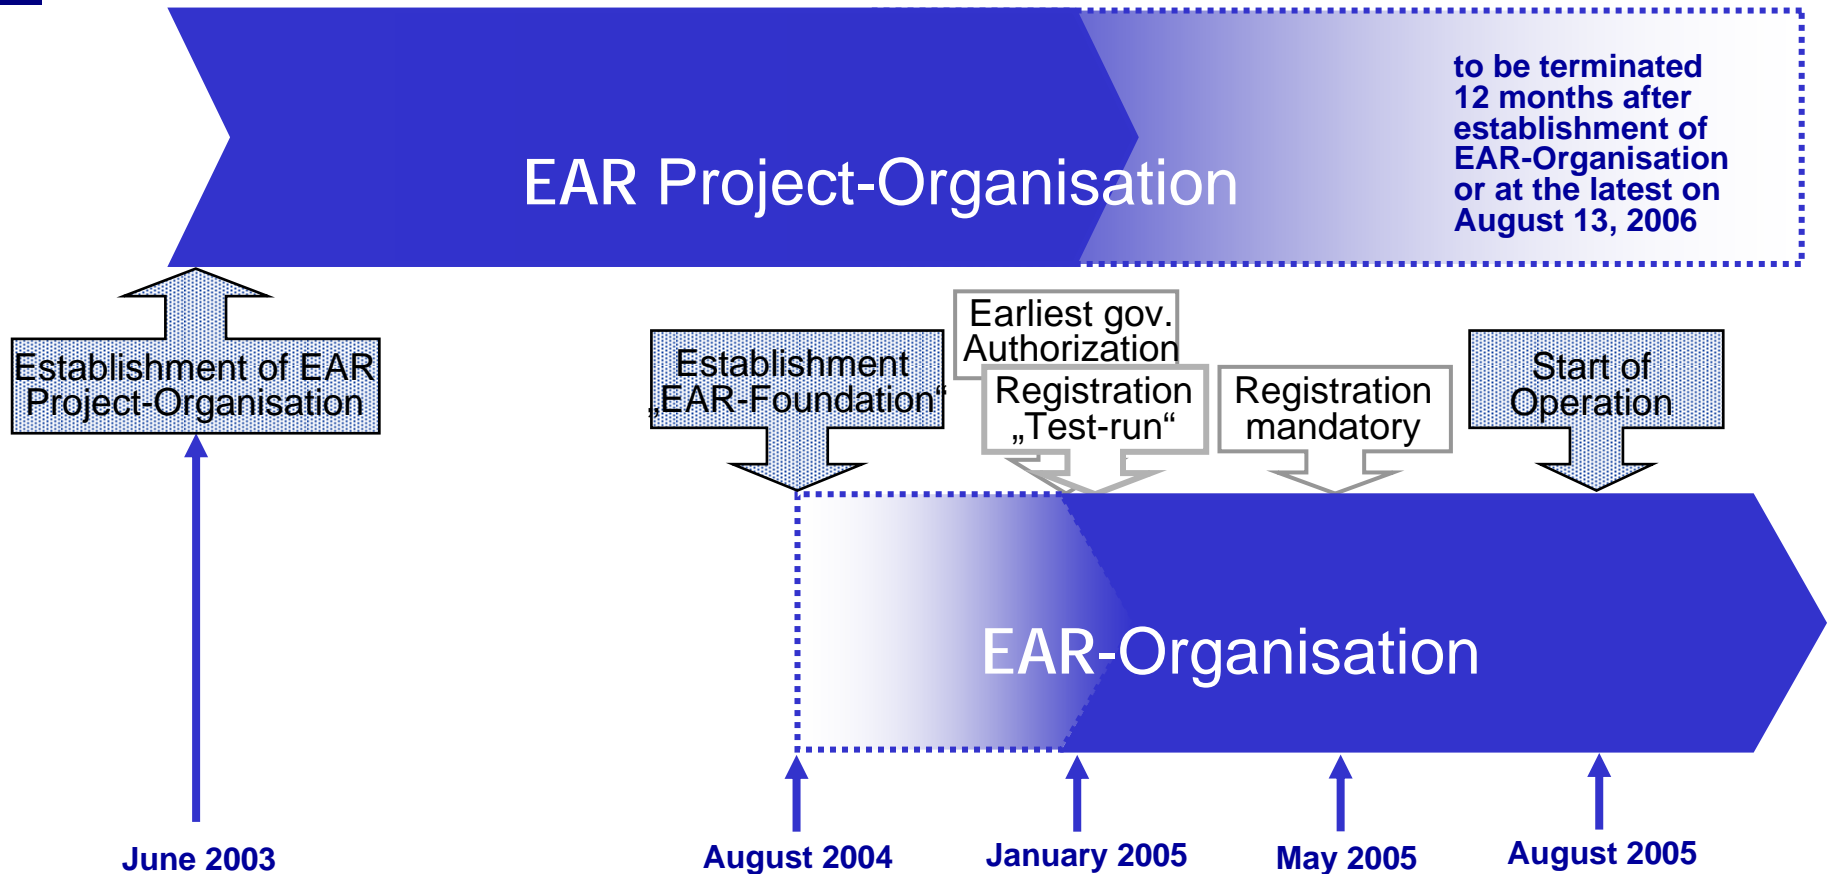 EAR Project-Organisation
to be terminated
12 months after
establishment of
EAR-Organisation
or at the latest on
August 13, 2006
Establishment of EAR
Project-Organisation
Establishment
„EAR-Foundation“
Earliest gov.
Authorization
Registration
„Test-run“
Registration
mandatory
Start of
Operation
EAR-Organisation
June 2003
August 2004
January 2005
May 2005
August 2005